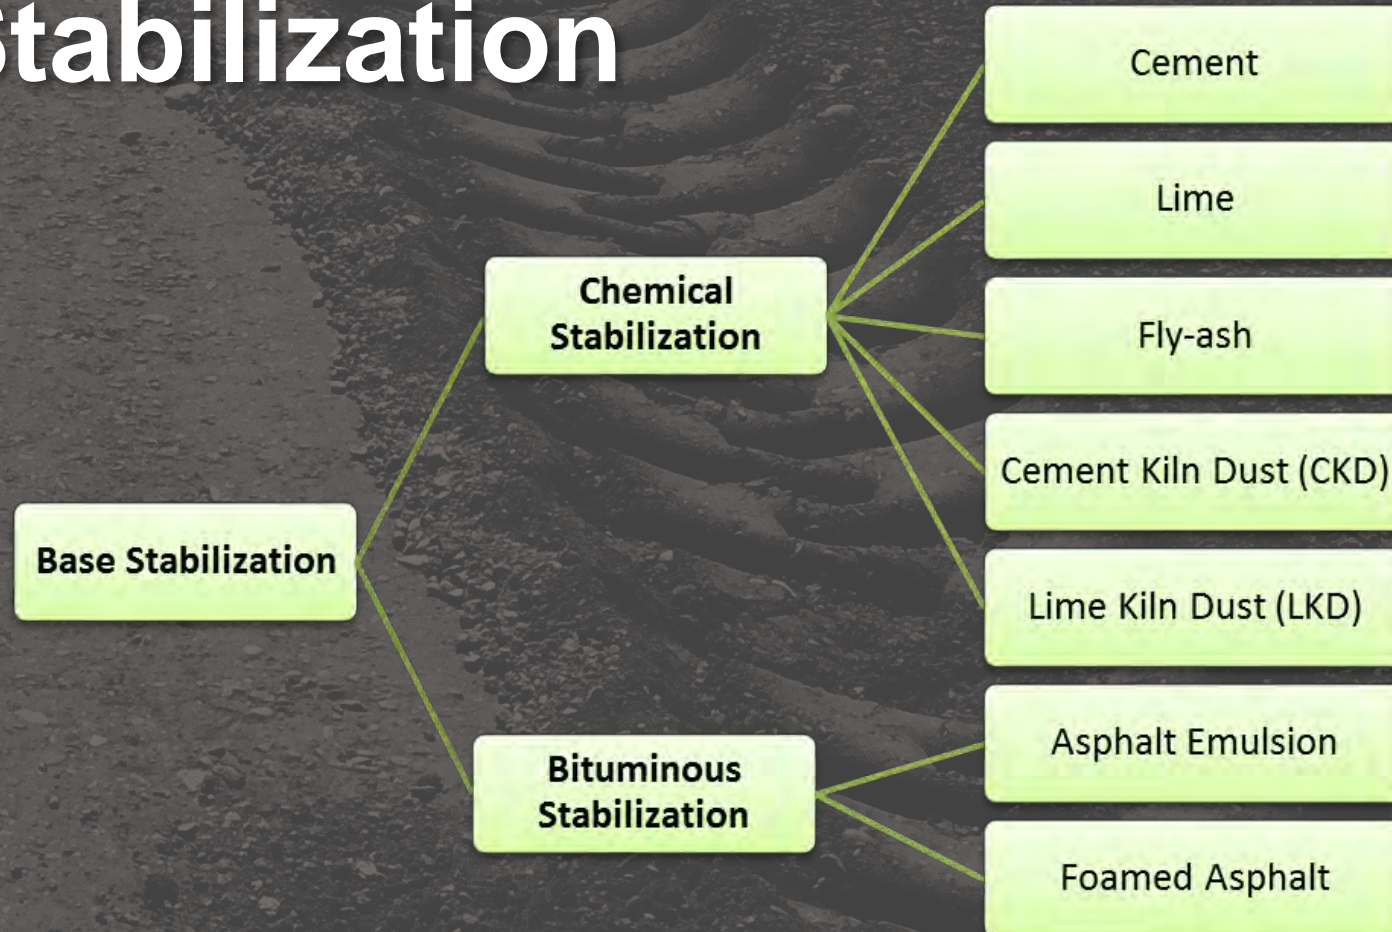 Stabilization
Cement
Lime
Chemical
Stabilization
Fly-ash
Cement Kiln Dust (CKD)
Base Stabilization
Lime Kiln Dust (LKD)
Bituminous
Stabilization
Asphalt Emulsion
Foamed Asphalt